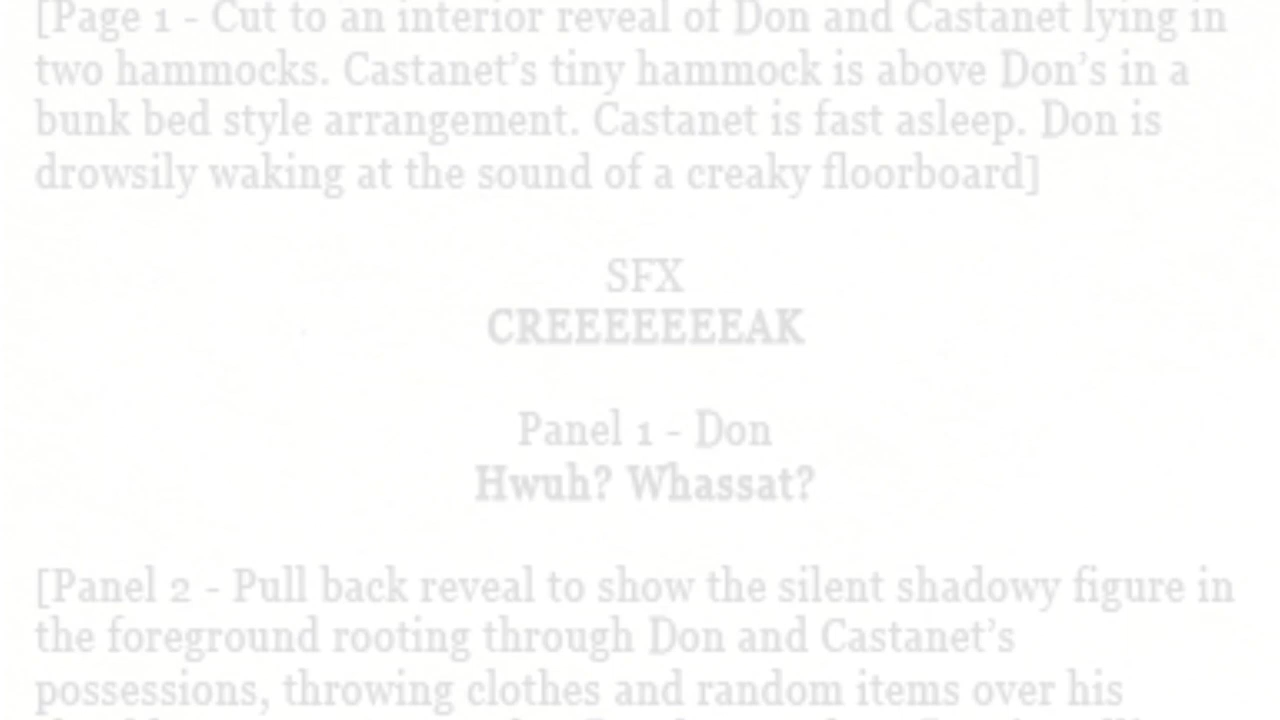 [Page 1 - Cut to an interior reveal of Don and Castanet lying in
two hammocks. Castanet’s tiny hammock is above Don’s in a
bunk bed style arrangement. Castanet is fast asleep. Don is
drowsily waking at the sound of a creaky floorboard]
SFX
CREEEEEEEAK
Panel 1 - Don
Hwuh? Whassat?
[Panel 2 - Pull back reveal to show the silent shadowy figure in
the foreground rooting through Don and Castanet’s
possessions, throwing clothes and random items over his